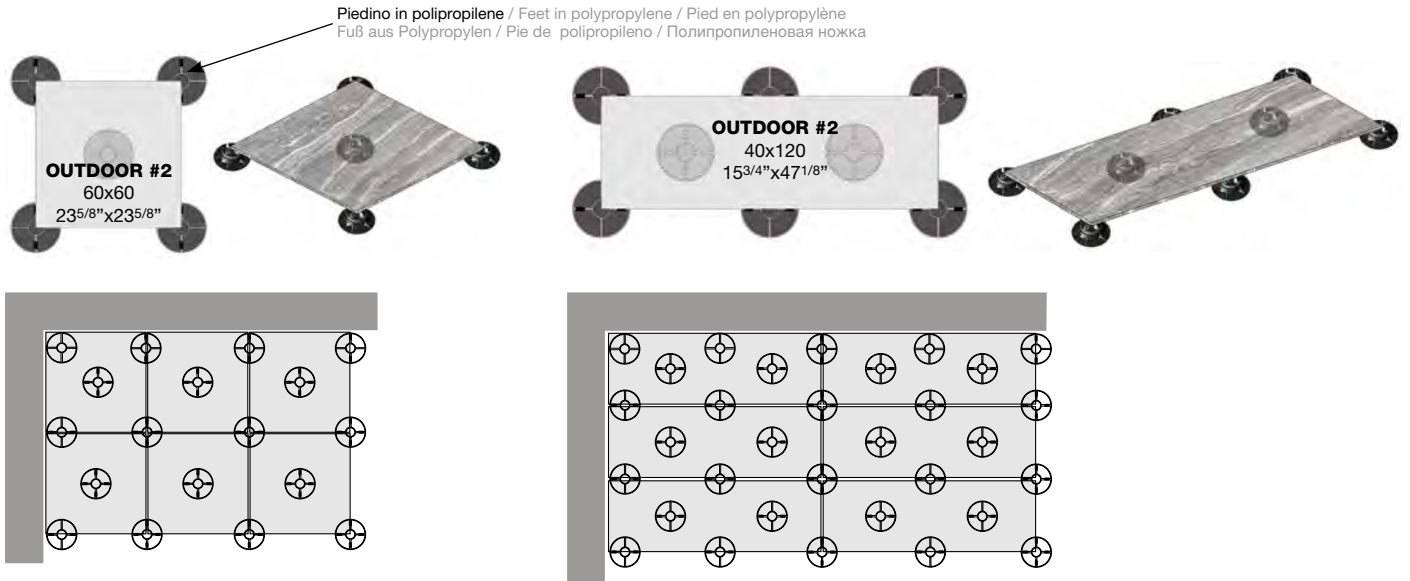 Piedino in polipropilene / Feet in polypropylene / Pied en polypropylène
Fuß aus Polypropylen / Pie de polipropileno / Полипропиленовая ножка
OUTDOOR #2
60x60
23⁵/⁸”x23⁵/⁸”
OUTDOOR #2
40x120
15³/⁴”x47¹/⁸”